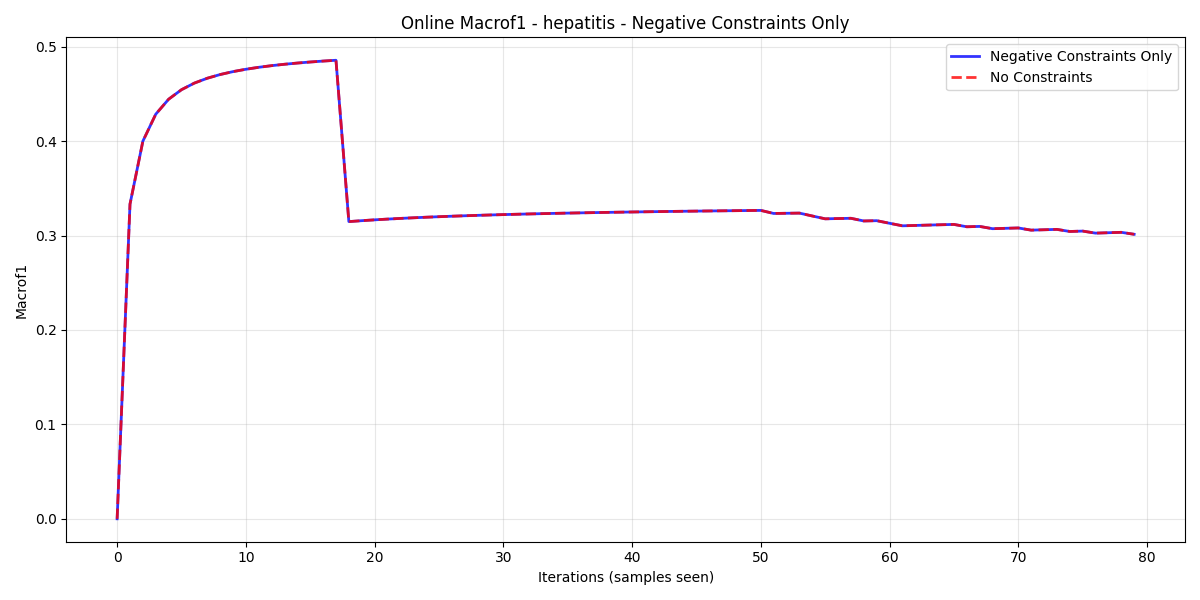 Online Macrof1 - hepatitis - Negative Constraints Only
Negative Constraints Only
No Constraints
Macrof1
0.5
0.4
0.3
0.2
0.1
0.0
0 10 20 30 40 50 60 70 80
Iterations (samples seen)